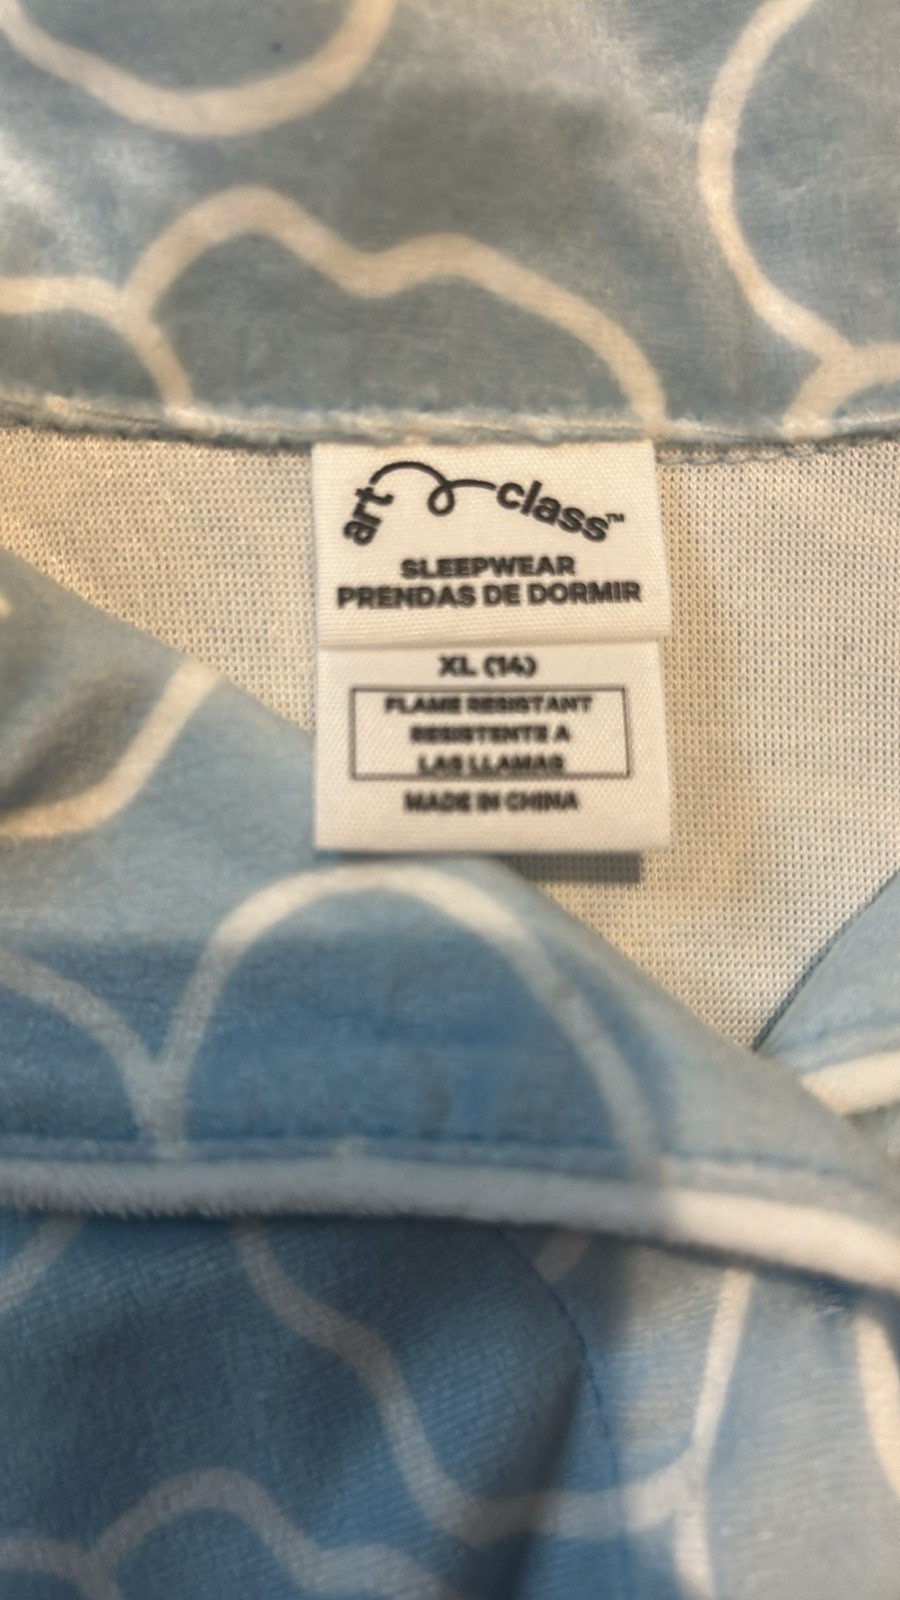 art class™
SLEEPWEAR
PRENDAS DE DORMIR
XL (14)
FLAME RESISTANT
RESISTENTE A
LAS LLAMAS
MADE IN CHINA